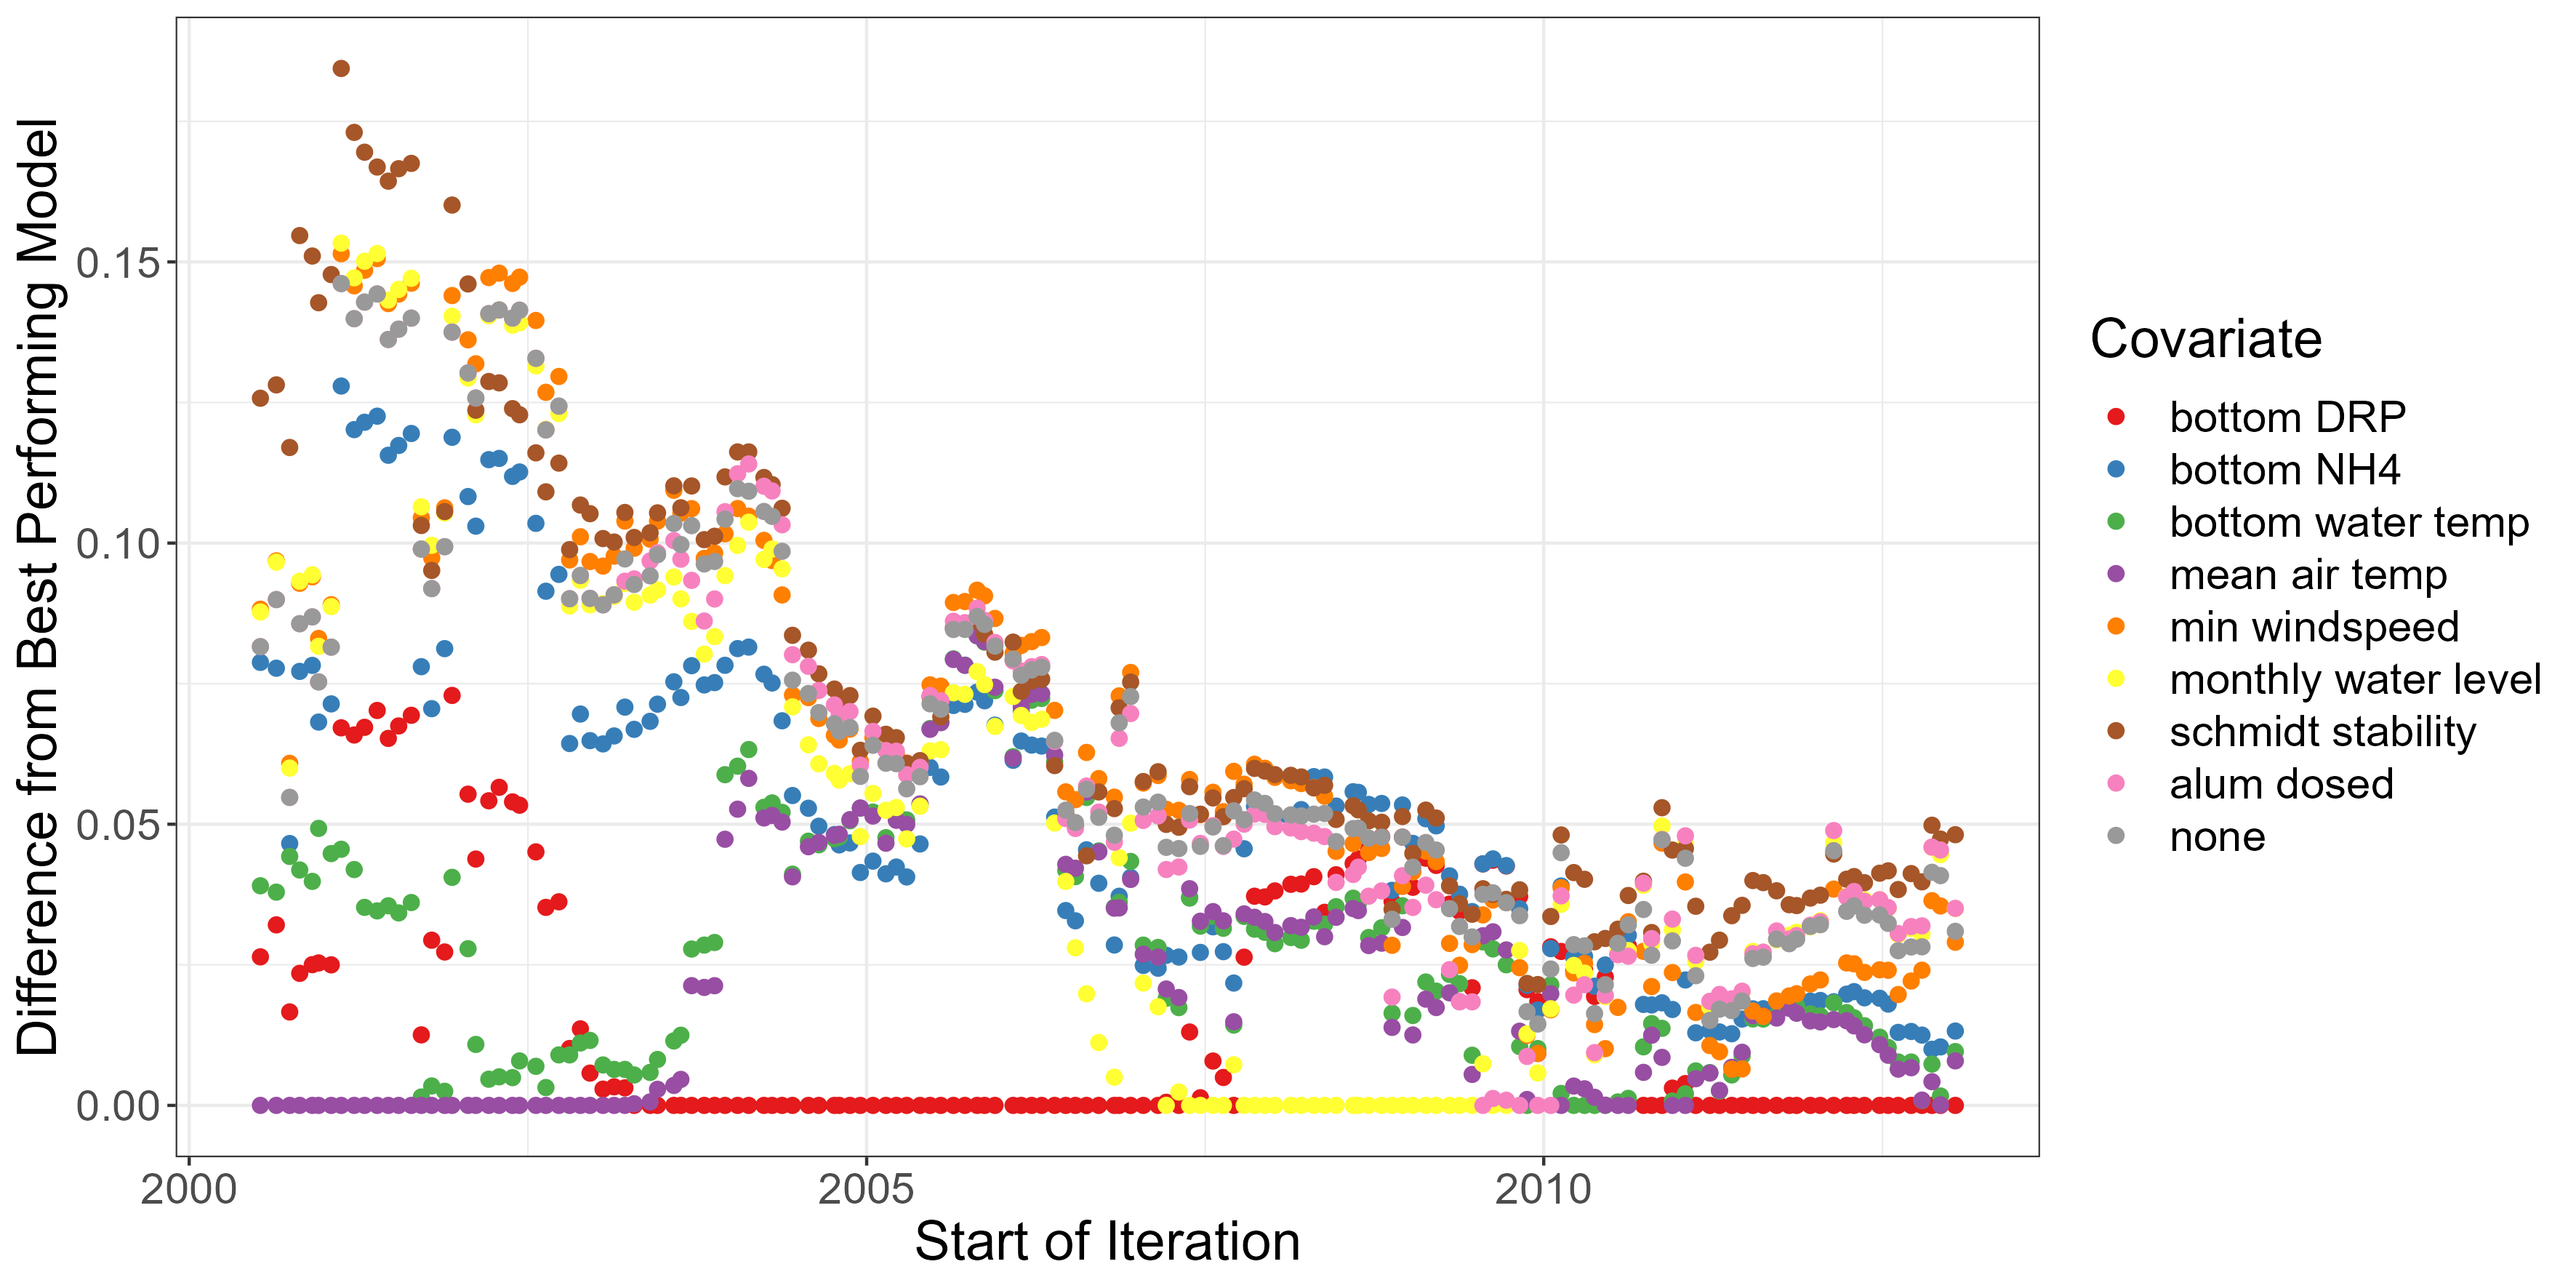 Difference from Best Performing Model
0.15
0.10
0.05
0.00
2000
2005
2010
Start of Iteration
Covariate
bottom DRP
bottom NH4
bottom water temp
mean air temp
min windspeed
monthly water level
schmidt stability
alum dosed
none